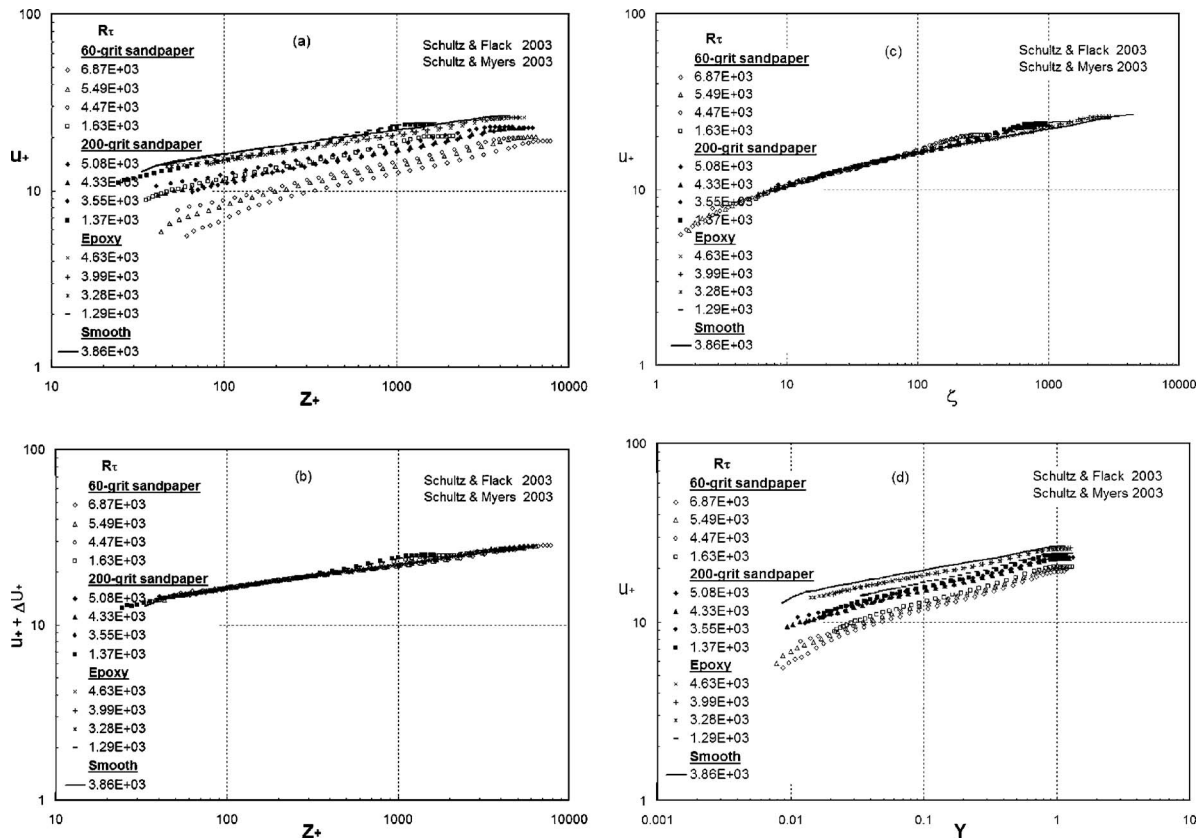 (a)
100
10
1
u+
10
100
1000
10000
Z+
Rτ
60-grit sandpaper
6.87E+03
5.49E+03
4.47E+03
1.63E+03
200-grit sandpaper
5.08E+03
4.33E+03
3.55E+03
1.37E+03
Epoxy
4.63E+03
3.99E+03
3.28E+03
1.29E+03
Smooth
3.86E+03
Schultz & Flack 2003
Schultz & Myers 2003
(c)
100
10
1
u+
1
10
100
1000
10000
ζ
Rτ
60-grit sandpaper
6.87E+03
5.49E+03
4.47E+03
1.63E+03
200-grit sandpaper
5.08E+03
4.33E+03
3.55E+03
1.37E+03
Epoxy
4.63E+03
3.99E+03
3.28E+03
1.29E+03
Smooth
3.86E+03
Schultz & Flack 2003
Schultz & Myers 2003
(b)
100
10
1
u+ + ΔU+
10
100
1000
10000
Z+
Rτ
60-grit sandpaper
6.87E+03
5.49E+03
4.47E+03
1.63E+03
200-grit sandpaper
5.08E+03
4.33E+03
3.55E+03
1.37E+03
Epoxy
4.63E+03
3.99E+03
3.28E+03
1.29E+03
Smooth
3.86E+03
Schultz & Flack 2003
Schultz & Myers 2003
(d)
100
10
1
u+
0.001
0.01
0.1
1
10
Y
Rτ
60-grit sandpaper
6.87E+03
5.49E+03
4.47E+03
1.63E+03
200-grit sandpaper
5.08E+03
4.33E+03
3.55E+03
1.37E+03
Epoxy
4.63E+03
3.99E+03
3.28E+03
1.29E+03
Smooth
3.86E+03
Schultz & Flack 2003
Schultz & Myers 2003